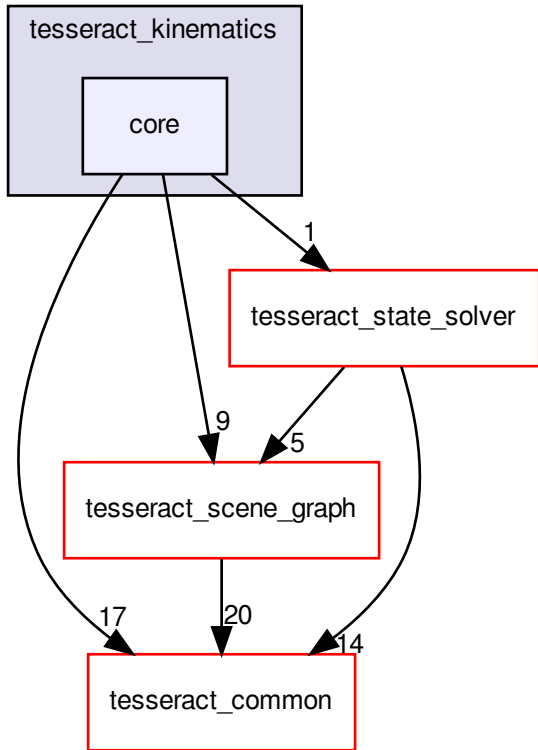 tesseract_kinematics
core
1
tesseract_state_solver
9
5
tesseract_scene_graph
17
20
14
tesseract_common